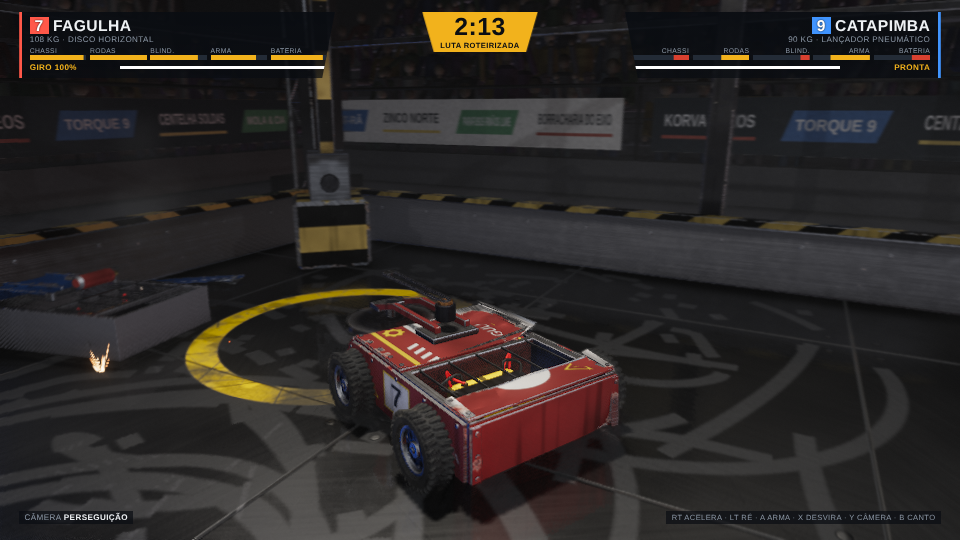 7 FAGULHA
108 KG · DISCO HORIZONTAL
CHASSI RODAS BLIND. ARMA BATERIA
GIRO 100%
2:13
LUTA ROTEIRIZADA
9 CATAPIMBA
90 KG · LANÇADOR PNEUMÁTICO
CHASSI RODAS BLIND. ARMA BATERIA
PRONTA
TORQUE 9
CENTELHA SOLDAS
ZINCO NORTE
BORRACHARIA DO EIXO
KORVA
TORQUE 9
7
CÂMERA PERSEGUIÇÃO
RT ACELERA · LT RÉ · A ARMA · X DESVIRA · Y CÂMERA · B CANTO